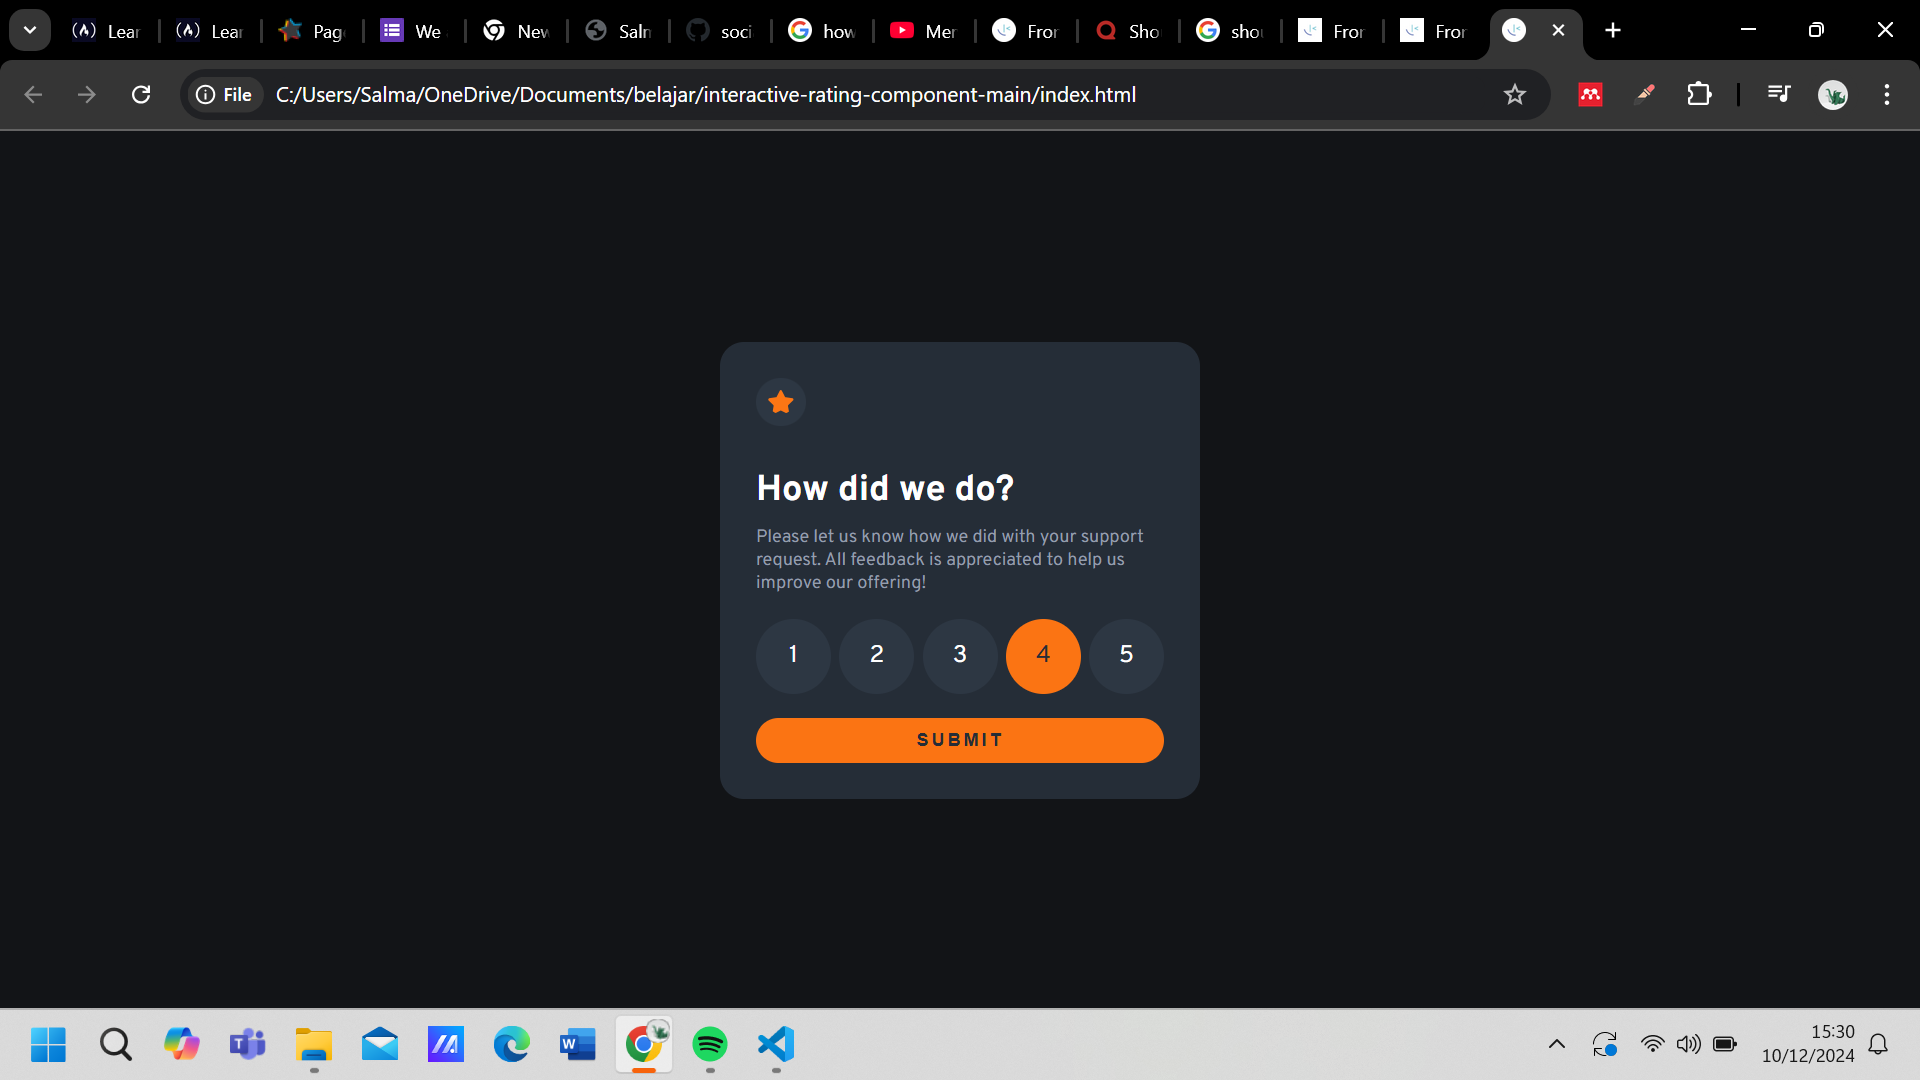 Lear
Lear
Page
We
New
Salm
soci
how
Mer
Fror
Sho
shou
Fror
Fror
File
C:/Users/Salma/OneDrive/Documents/belajar/interactive-rating-component-main/index.html
How did we do?
Please let us know how we did with your support
request. All feedback is appreciated to help us
improve our offering!
1 2 3 4 5
SUBMIT
15:30
10/12/2024